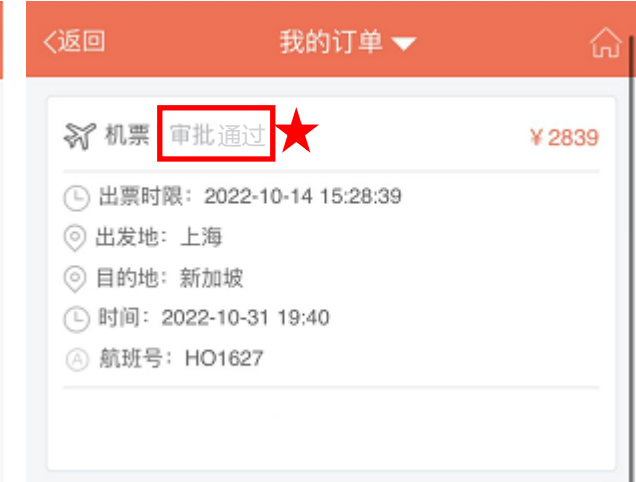 <返回 我的订单
机票 审批通过 ¥2839
出票时限：2022-10-14 15:28:39
出发地：上海
目的地：新加坡
时间：2022-10-31 19:40
A 航班号：HO1627